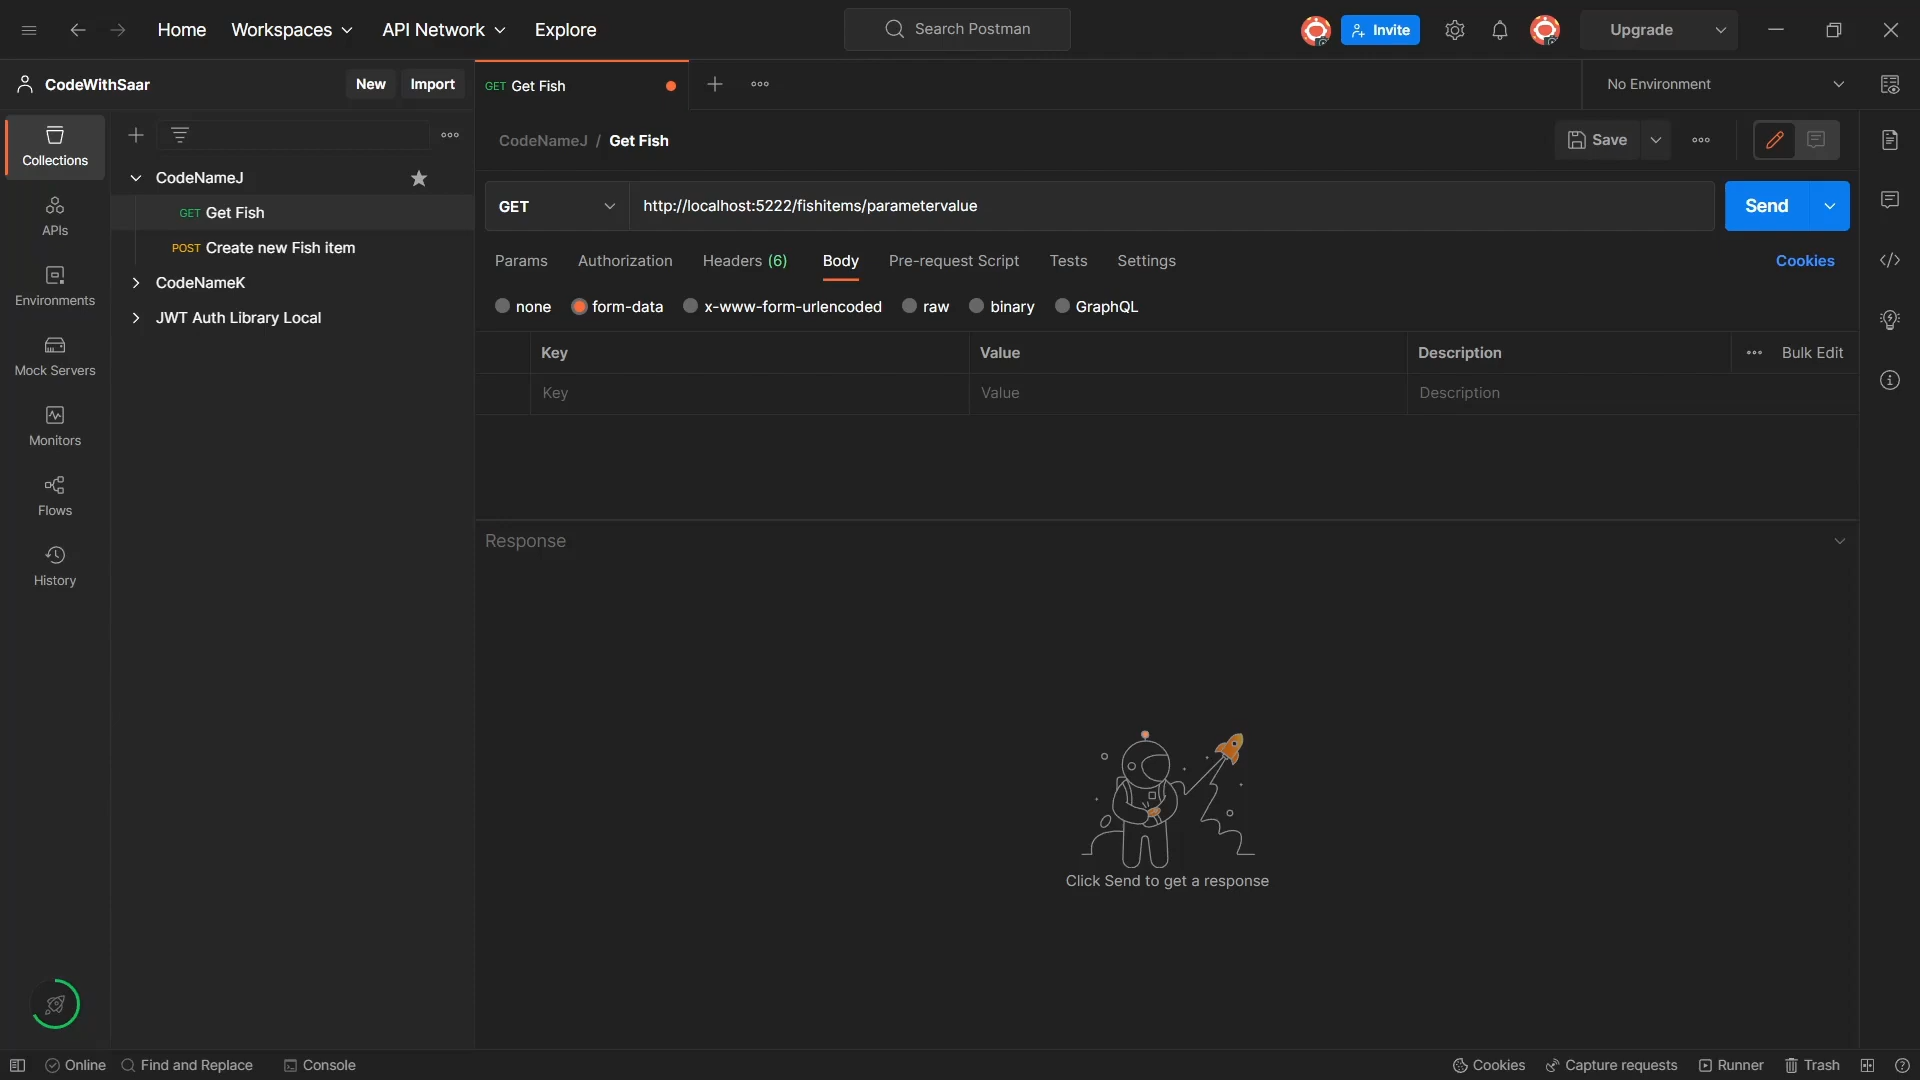 Home Workspaces API Network Explore Search Postman Invite Upgrade
CodeWithSaar New Import GET Get Fish No Environment
CodeNameJ / Get Fish Save
Collections
APIs
Environments
Mock Servers
Monitors
Flows
History
CodeNameJ
GET Get Fish
POST Create new Fish item
CodeNameK
JWT Auth Library Local
GET http://localhost:5222/fishitems/parametervalue Send
Params Authorization Headers (6) Body Pre-request Script Tests Settings Cookies
none form-data x-www-form-urlencoded raw binary GraphQL
Key Value Description Bulk Edit
Key Value Description
Response
Click Send to get a response
Online Find and Replace Console Cookies Capture requests Runner Trash